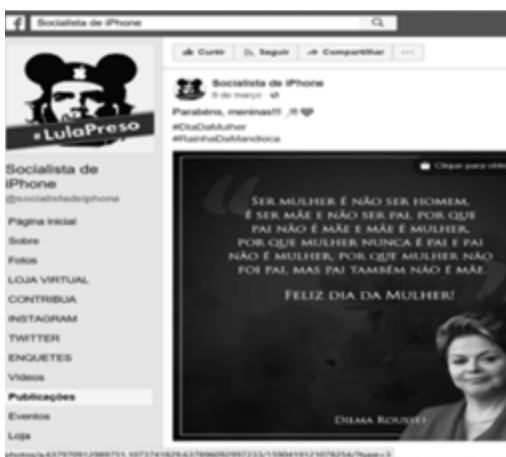 Socialista de iPhone
Curtir Seguir Compartilhar ...
Socialista de iPhone
8 de março
Parabéns, meninas!!!
#DiaDaMulher
#RainhaDaMandioca
#LulaPreso
Socialista de
iPhone
@socialistadeiphone
Página inicial
Sobre
Fotos
LOJA VIRTUAL
CONTRIBUA
INSTAGRAM
TWITTER
ENQUETES
Vídeos
Publicações
Eventos
Loja
Clique para obte
SER MULHER É NÃO SER HOMEM,
É SER MÃE E NÃO SER PAI, POR QUE
PAI NÃO É MÃE E MÃE É MULHER,
POR QUE MULHER NUNCA É PAI E PAI
NÃO É MULHER, POR QUE MULHER NÃO
FOI PAI, MAS PAI TAMBÉM NÃO É MÃE.
FELIZ DIA DA MULHER!
DILMA ROUSSEF